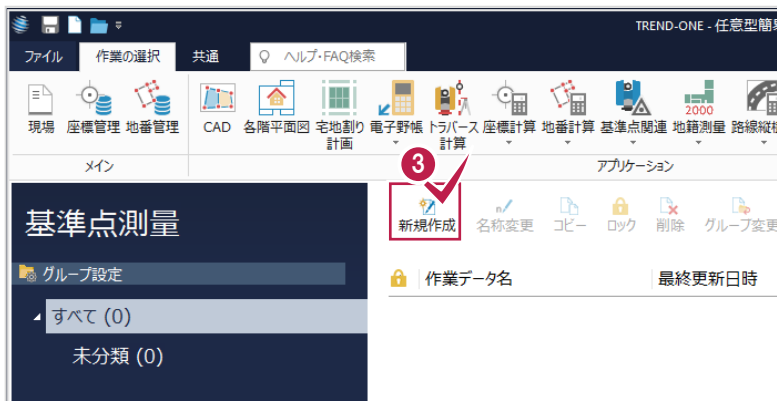 TREND-ONE - 任意型簡
ファイル 作業の選択 共通 ヘルプ・FAQ検索
現場 座標管理 地番管理 CAD 各階平面図 宅地割り計画 電子野帳 トラバース計算 座標計算 地番計算 基準点関連 地籍測量 路線縦横
2000
メイン アプリケーション
3
基準点測量
新規作成 名称変更 コピー ロック 削除 グループ変更
グループ設定
作業データ名 最終更新日時
すべて (0)
未分類 (0)